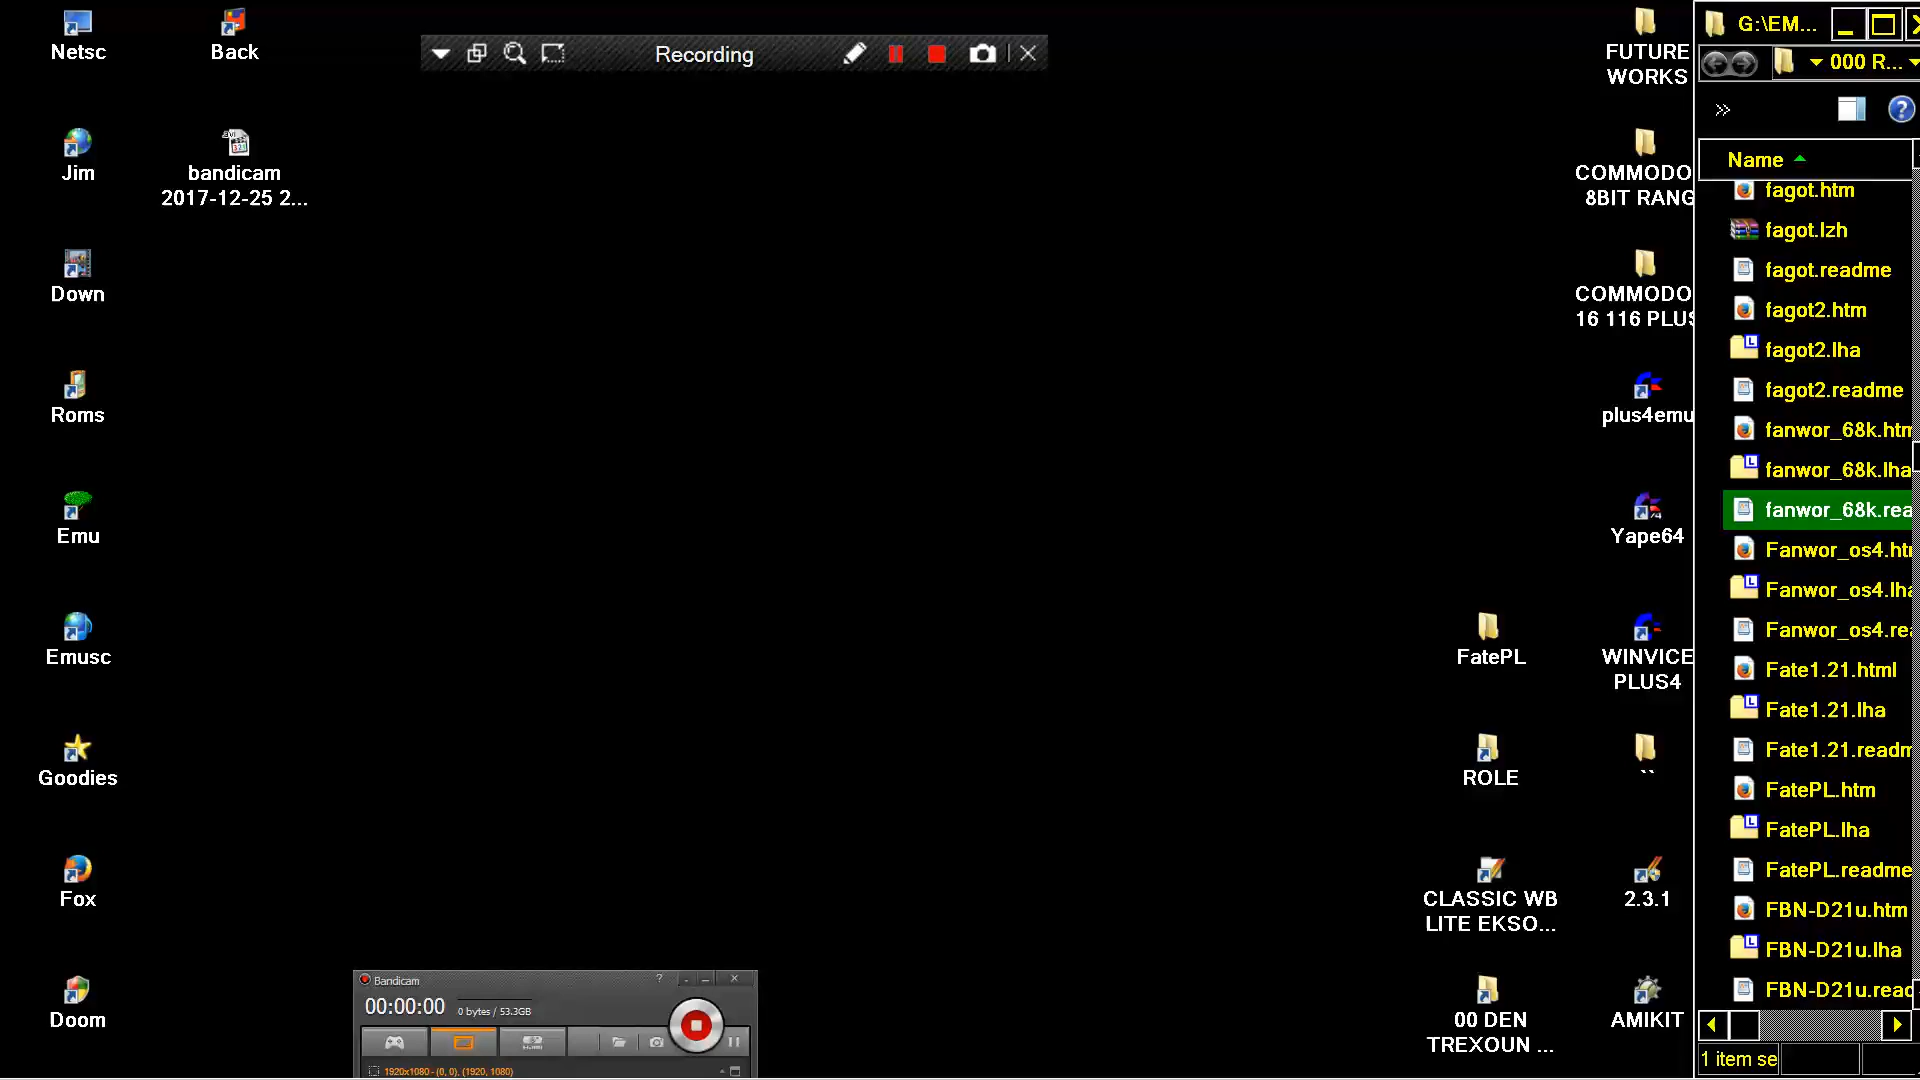 Netsc
Back
Jim
bandicam
2017-12-25 2...
Down
Roms
Emu
Emusc
Goodies
Fox
Doom
Recording
Bandicam
00:00:00
0 bytes / 53.3GB
1920x1080 - (0, 0), (1920, 1080)
FatePL
ROLE
CLASSIC WB
LITE EKSO...
00 DEN
TREXOUN ...
FUTURE
WORKS
COMMODO
8BIT RANG
COMMODO
16 116 PLUS
plus4emu
Yape64
WINVICE
PLUS4
``
2.3.1
AMIKIT
G:\EM...
000 R...
Name
fagot.htm
fagot.lzh
fagot.readme
fagot2.htm
fagot2.lha
fagot2.readme
fanwor_68k.htm
fanwor_68k.lha
fanwor_68k.rea
Fanwor_os4.htm
Fanwor_os4.lha
Fanwor_os4.re
Fate1.21.html
Fate1.21.lha
Fate1.21.readm
FatePL.htm
FatePL.lha
FatePL.readme
FBN-D21u.htm
FBN-D21u.lha
FBN-D21u.read
1 item se